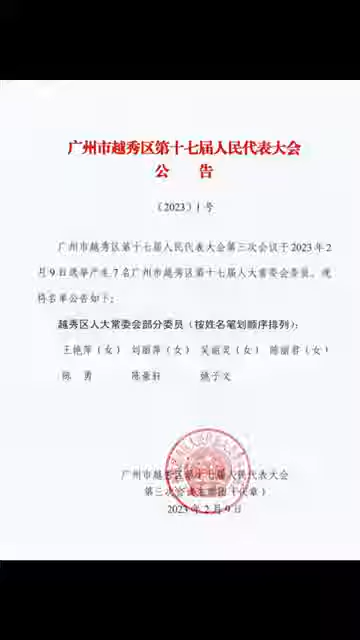 广州市越秀区第十七届人民代表大会
公 告
〔2023〕1号
广州市越秀区第十七届人民代表大会第三次会议于2023年2
月9日选举产生7名广州市越秀区第十七届人大常委会委员。现
将名单公告如下:
越秀区人大常委会部分委员(按姓名笔划顺序排列):
王艳萍(女) 刘丽萍(女) 吴丽灵(女) 陈丽君(女)
陈 勇 陈豪轩 姚子文
广州市越秀区第十七届人民代表大会
第三次会议主席团(代章)
2023年2月9日